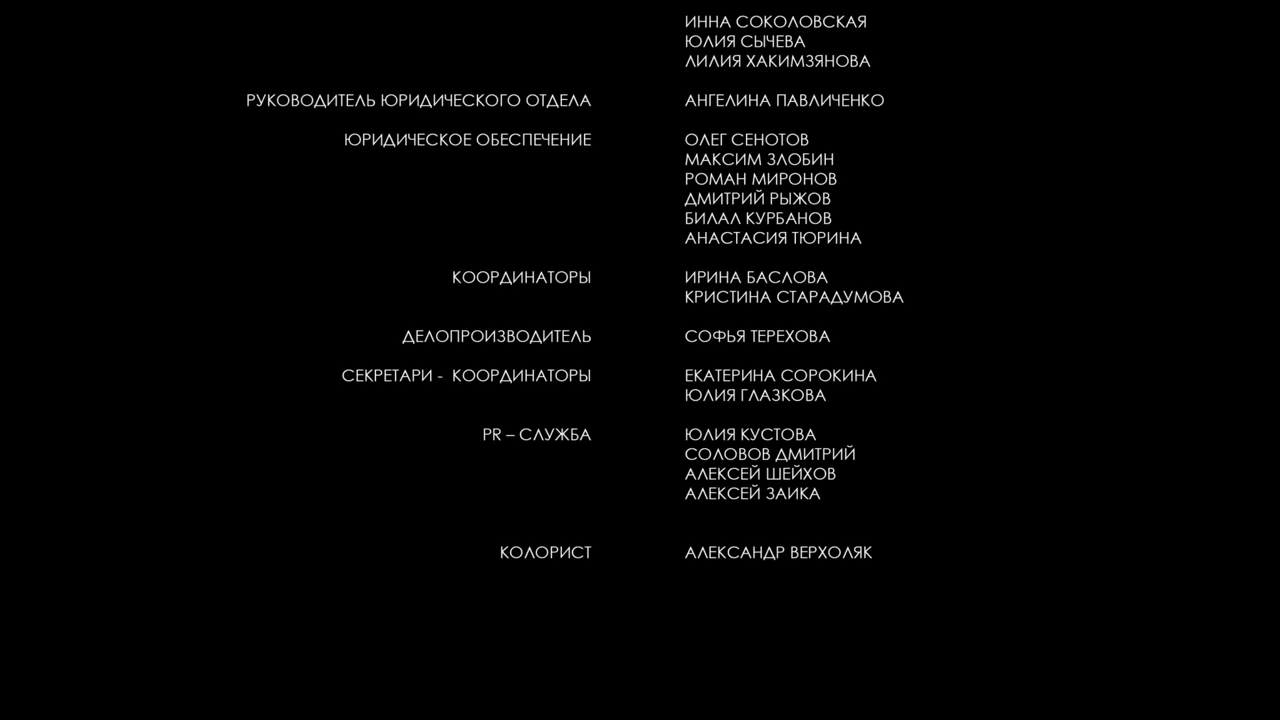 ИННА СОКОЛОВСКАЯ
ЮЛИЯ СЫЧЕВА
ЛИЛИЯ ХАКИМЗЯНОВА
РУКОВОДИТЕЛЬ ЮРИДИЧЕСКОГО ОТДЕЛА АНГЕЛИНА ПАВЛИЧЕНКО
ЮРИДИЧЕСКОЕ ОБЕСПЕЧЕНИЕ ОЛЕГ СЕНОТОВ
МАКСИМ ЗЛОБИН
РОМАН МИРОНОВ
ДМИТРИЙ РЫЖОВ
БИЛАЛ КУРБАНОВ
АНАСТАСИЯ ТЮРИНА
КООРДИНАТОРЫ ИРИНА БАСЛОВА
КРИСТИНА СТАРАДУМОВА
ДЕЛОПРОИЗВОДИТЕЛЬ СОФЬЯ ТЕРЕХОВА
СЕКРЕТАРИ - КООРДИНАТОРЫ ЕКАТЕРИНА СОРОКИНА
ЮЛИЯ ГЛАЗКОВА
PR – СЛУЖБА ЮЛИЯ КУСТОВА
СОЛОВОВ ДМИТРИЙ
АЛЕКСЕЙ ШЕЙХОВ
АЛЕКСЕЙ ЗАИКА
КОЛОРИСТ АЛЕКСАНДР ВЕРХОЛЯК